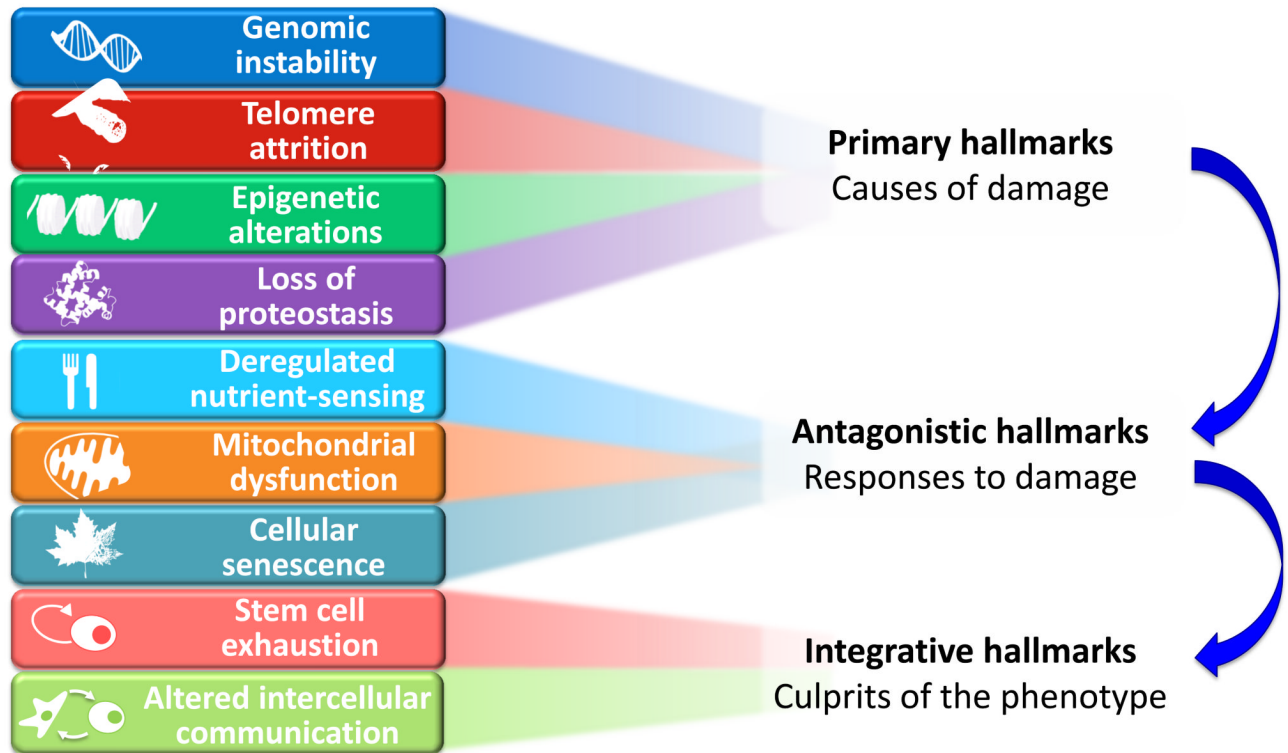 Genomic
instability
Telomere
attrition
Epigenetic
alterations
Loss of
proteostasis
Deregulated
nutrient-sensing
Mitochondrial
dysfunction
Cellular
senescence
Stem cell
exhaustion
Altered intercellular
communication
Primary hallmarks
Causes of damage
Antagonistic hallmarks
Responses to damage
Integrative hallmarks
Culprits of the phenotype